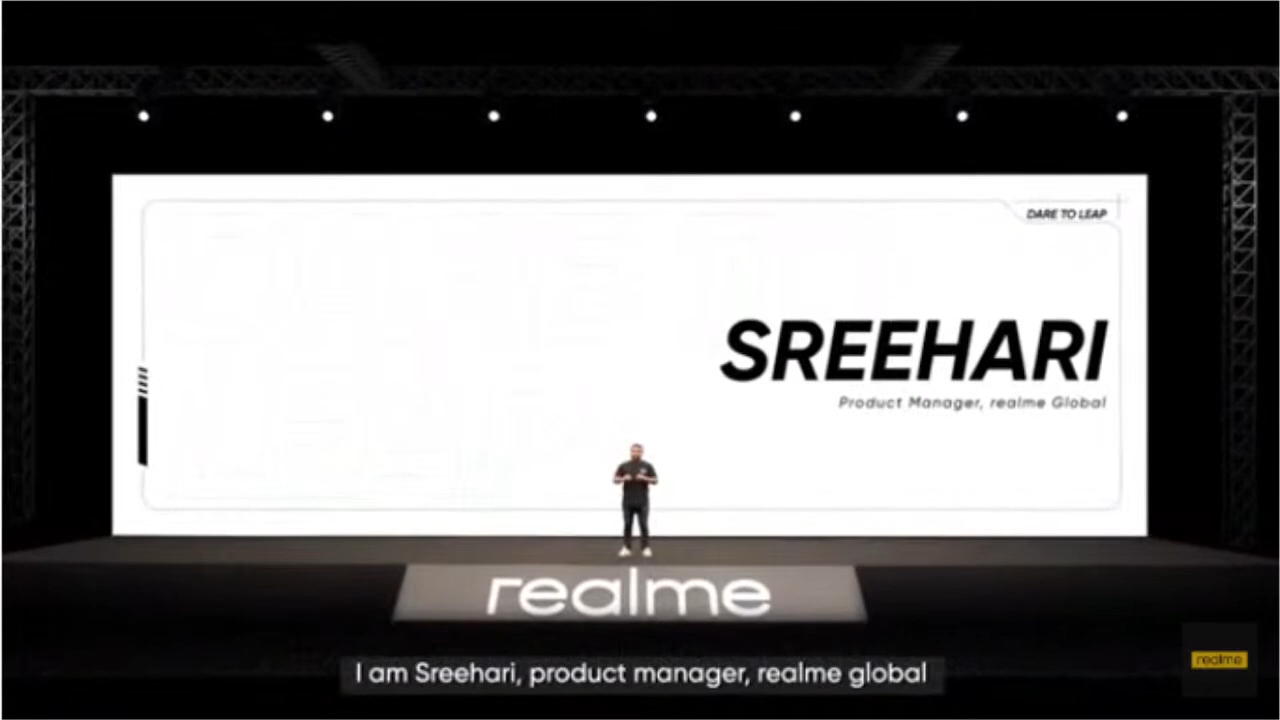 DARE TO LEAP
SREEHARI
Product Manager, realme Global
realme
I am Sreehari, product manager, realme global
realme